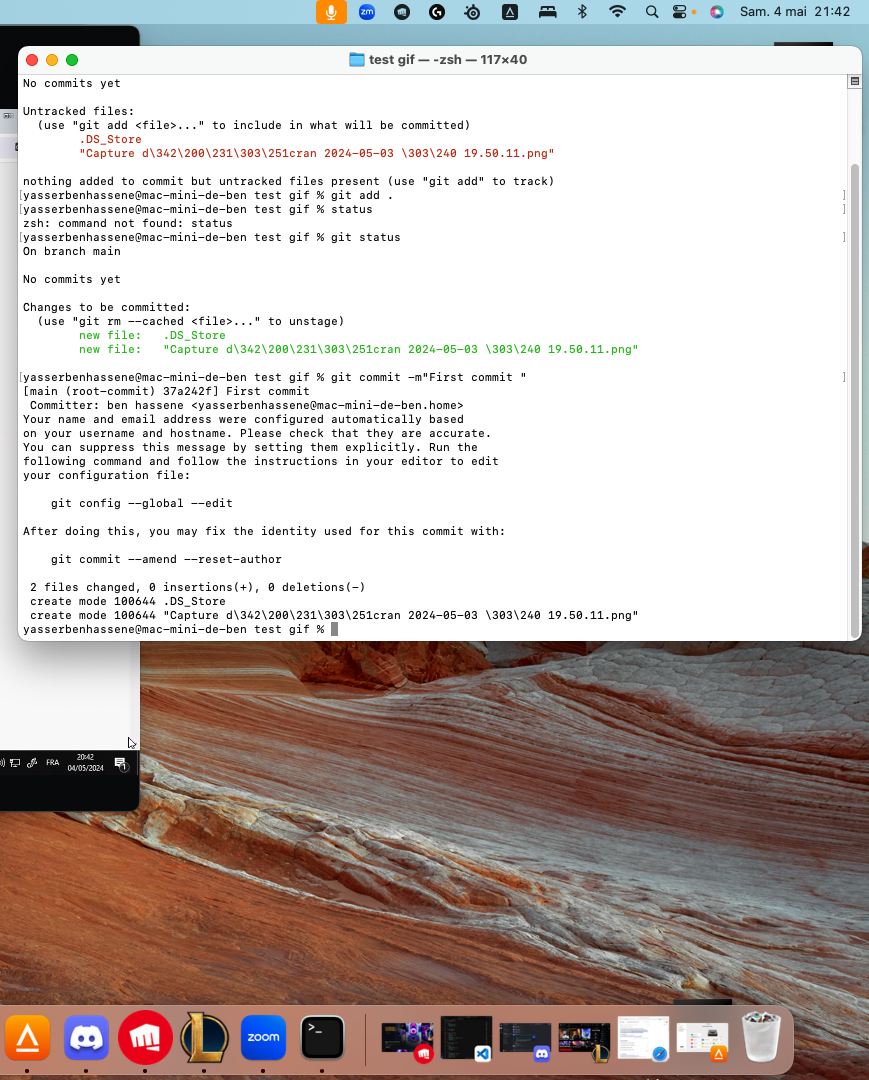 zm
Sam. 4 mai 21:42
test gif — -zsh — 117×40
No commits yet
Untracked files:
(use "git add <file>..." to include in what will be committed)
.DS_Store
"Capture d\342\200\231\303\251cran 2024-05-03 \303\240 19.50.11.png"
nothing added to commit but untracked files present (use "git add" to track)
[yasserbenhassene@mac-mini-de-ben test gif % git add . ]
[yasserbenhassene@mac-mini-de-ben test gif % status ]
zsh: command not found: status
[yasserbenhassene@mac-mini-de-ben test gif % git status ]
On branch main
No commits yet
Changes to be committed:
(use "git rm --cached <file>..." to unstage)
new file:   .DS_Store
new file:   "Capture d\342\200\231\303\251cran 2024-05-03 \303\240 19.50.11.png"
[yasserbenhassene@mac-mini-de-ben test gif % git commit -m"First commit " ]
[main (root-commit) 37a242f] First commit
Committer: ben hassene <yasserbenhassene@mac-mini-de-ben.home>
Your name and email address were configured automatically based
on your username and hostname. Please check that they are accurate.
You can suppress this message by setting them explicitly. Run the
following command and follow the instructions in your editor to edit
your configuration file:
git config --global --edit
After doing this, you may fix the identity used for this commit with:
git commit --amend --reset-author
2 files changed, 0 insertions(+), 0 deletions(-)
create mode 100644 .DS_Store
create mode 100644 "Capture d\342\200\231\303\251cran 2024-05-03 \303\240 19.50.11.png"
yasserbenhassene@mac-mini-de-ben test gif %
FRA
20:42
04/05/2024
1
zoom
>_